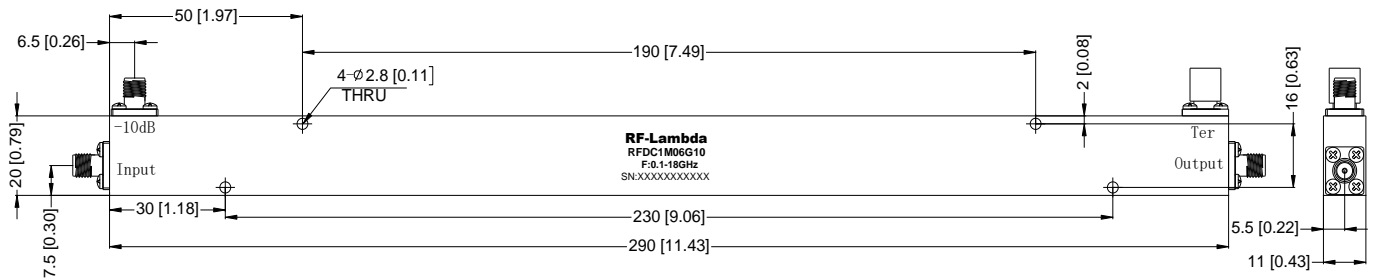 50 [1.97]
6.5 [0.26]
190 [7.49]
4-Ø2.8 [0.11]
THRU
2 [0.08]
16 [0.63]
20 [0.79]
-10dB
Input
RF-Lambda
RFDC1M06G10
F:0.1-18GHz
SN:XXXXXXXXXXX
Ter
Output
7.5 [0.30]
30 [1.18]
230 [9.06]
290 [11.43]
5.5 [0.22]
11 [0.43]